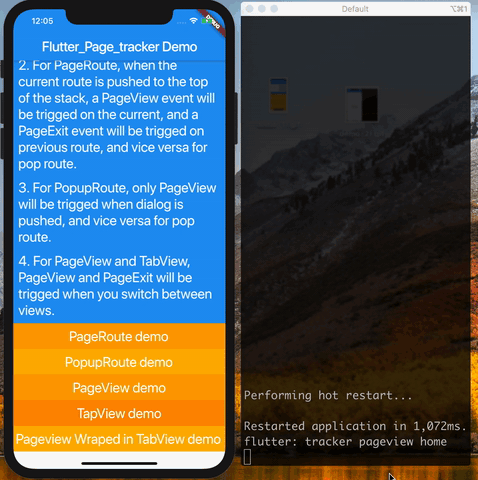 12:05
DEBUG
Flutter_Page_tracker Demo
2. For PageRoute, when the
current route is pushed to the top
of the stack, a PageView event will
be trigged on the current, and a
PageExit event will be trigged on
previous route, and vice versa for
pop route.
3. For PopupRoute, only PageView
will be trigged when dialog is
pushed, and vice versa for pop
route.
4. For PageView and TabView,
PageView and PageExit will be
trigged when you switch between
views.
PageRoute demo
PopupRoute demo
PageView demo
TapView demo
Pageview Wraped in TabView demo
Default
⌥⌘1
Performing hot restart...
Restarted application in 1,072ms.
flutter: tracker pageview home